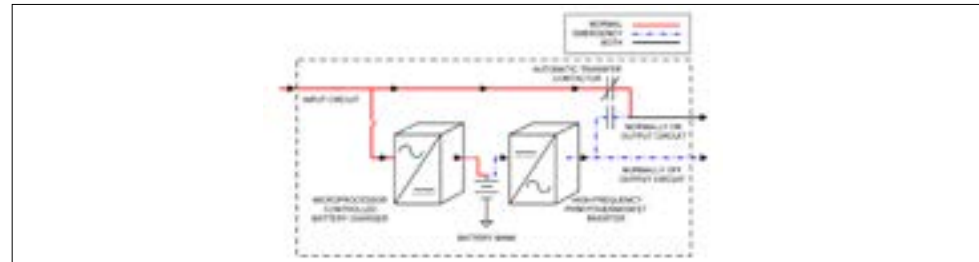 NORMAL
EMERGENCY
BOTH
AUTOMATIC TRANSFER
CONTACTOR
INPUT CIRCUIT
NORMALLY ON
OUTPUT CIRCUIT
NORMALLY OFF
OUTPUT CIRCUIT
MICROPROCESSOR
CONTROLLED
BATTERY CHARGER
HIGH-FREQUENCY
INVERTER
BATTERY BANK